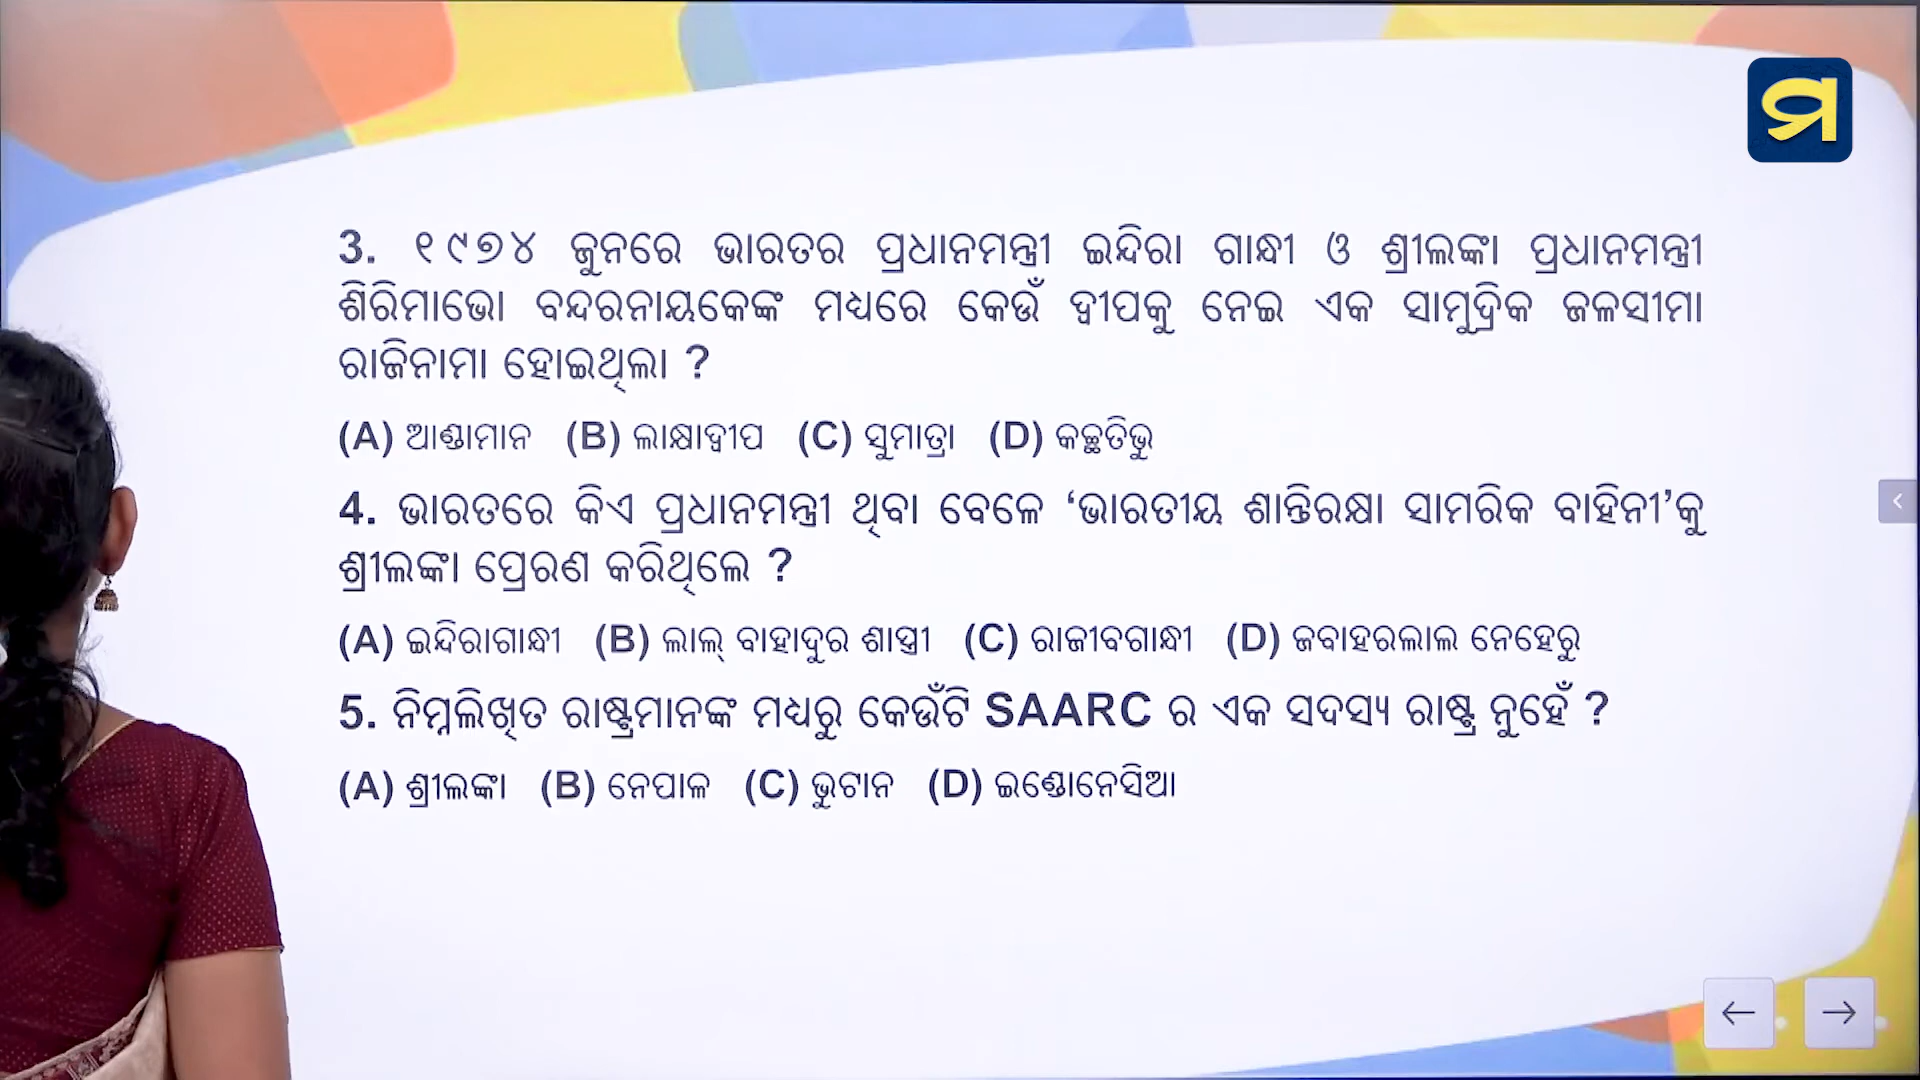 ମ
3. ୧୯୭୪ ଜୁନରେ ଭାରତର ପ୍ରଧାନମନ୍ତ୍ରୀ ଇନ୍ଦିରା ଗାନ୍ଧୀ ଓ ଶ୍ରୀଲଙ୍କା ପ୍ରଧାନମନ୍ତ୍ରୀ
ଶିରିମାଭୋ ବନ୍ଦରନାୟକେଙ୍କ ମଧ୍ୟରେ କେଉଁ ଦ୍ୱୀପକୁ ନେଇ ଏକ ସାମୁଦ୍ରିକ ଜଳସୀମା
ରାଜିନାମା ହୋଇଥିଲା ?
(A) ଆଣ୍ଡାମାନ (B) ଲାକ୍ଷାଦ୍ୱୀପ (C) ସୁମାତ୍ରା (D) କଚ୍ଛତିଭୁ
4. ଭାରତରେ କିଏ ପ୍ରଧାନମନ୍ତ୍ରୀ ଥିବା ବେଳେ ‘ଭାରତୀୟ ଶାନ୍ତିରକ୍ଷା ସାମରିକ ବାହିନୀ’କୁ
ଶ୍ରୀଲଙ୍କା ପ୍ରେରଣ କରିଥିଲେ ?
(A) ଇନ୍ଦିରାଗାନ୍ଧୀ (B) ଲାଲ୍ ବାହାଦୁର ଶାସ୍ତ୍ରୀ (C) ରାଜୀବଗାନ୍ଧୀ (D) ଜବାହରଲାଲ ନେହେରୁ
5. ନିମ୍ନଲିଖିତ ରାଷ୍ଟ୍ରମାନଙ୍କ ମଧ୍ୟରୁ କେଉଁଟି SAARC ର ଏକ ସଦସ୍ୟ ରାଷ୍ଟ୍ର ନୁହେଁ ?
(A) ଶ୍ରୀଲଙ୍କା (B) ନେପାଳ (C) ଭୁଟାନ (D) ଇଣ୍ଡୋନେସିଆ